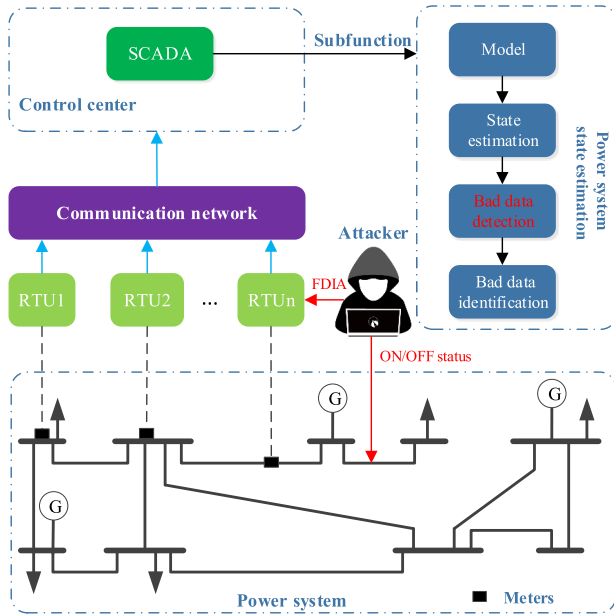 SCADA
Control center
Subfunction
Model
State
estimation
Bad data
detection
Bad data
identification
Power system
state estimation
Communication network
Attacker
RTU1
RTU2
...
RTUn
FDIA
ON/OFF status
G
G
G
Power system
Meters